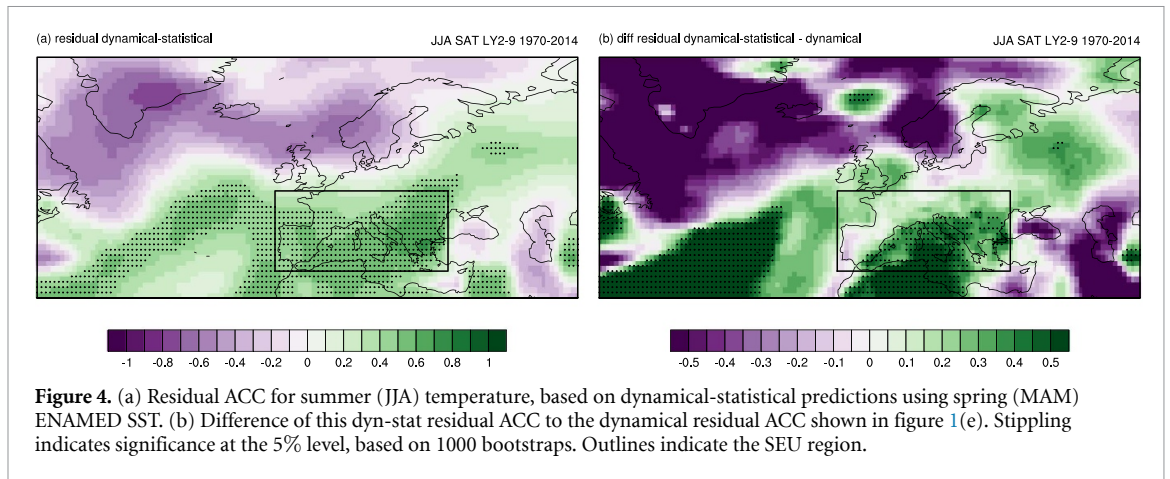 (a) residual dynamical-statistical JJA SAT LY2-9 1970-2014 (b) diff residual dynamical-statistical - dynamical JJA SAT LY2-9 1970-2014
-1 -0.8 -0.6 -0.4 -0.2 0 0.2 0.4 0.6 0.8 1 -0.5 -0.4 -0.3 -0.2 -0.1 0 0.1 0.2 0.3 0.4 0.5
Figure 4. (a) Residual ACC for summer (JJA) temperature, based on dynamical-statistical predictions using spring (MAM)
ENAMED SST. (b) Difference of this dyn-stat residual ACC to the dynamical residual ACC shown in figure 1(e). Stippling
indicates significance at the 5% level, based on 1000 bootstraps. Outlines indicate the SEU region.